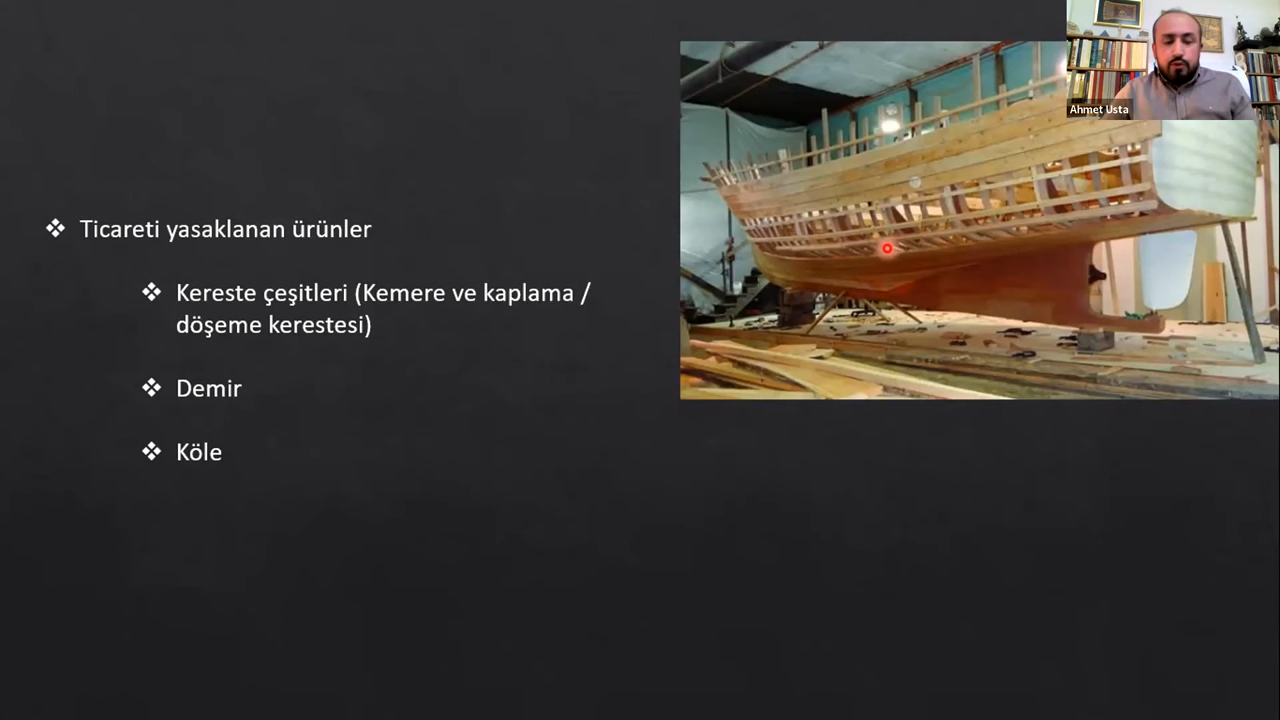 Ahmet Usta
❖ Ticareti yasaklanan ürünler
❖ Kereste çeşitleri (Kemere ve kaplama /
döşeme kerestesi)
❖ Demir
❖ Köle